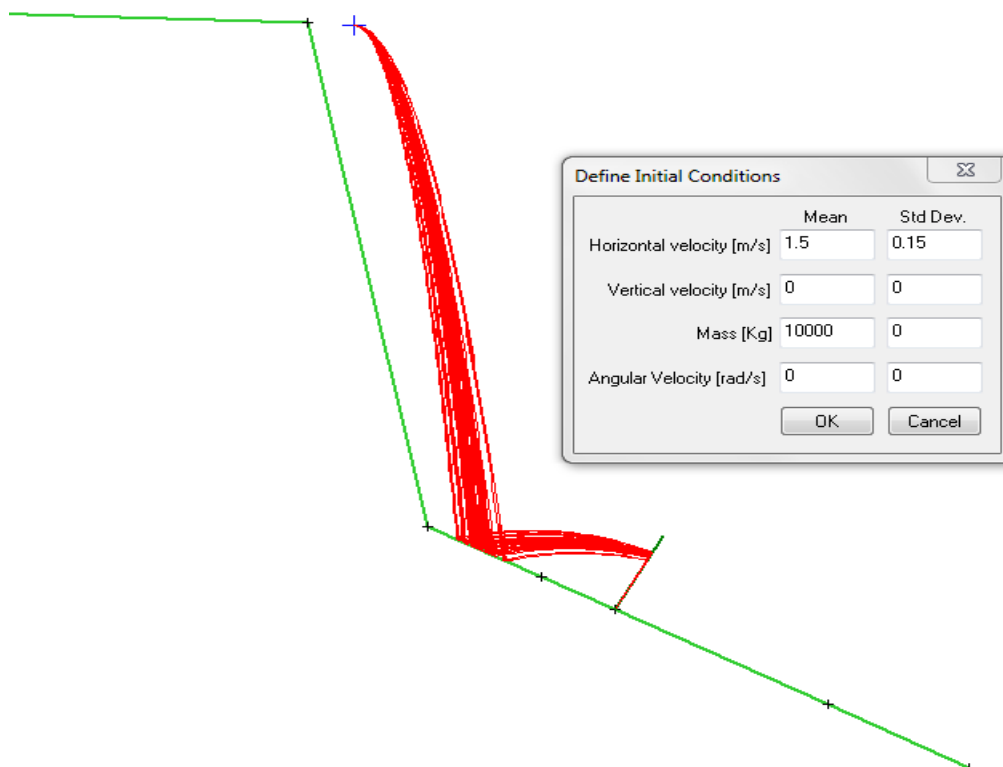 Define Initial Conditions
Mean Std Dev.
Horizontal velocity [m/s] 1.5 0.15
Vertical velocity [m/s] 0 0
Mass [Kg] 10000 0
Angular Velocity [rad/s] 0 0
OK Cancel